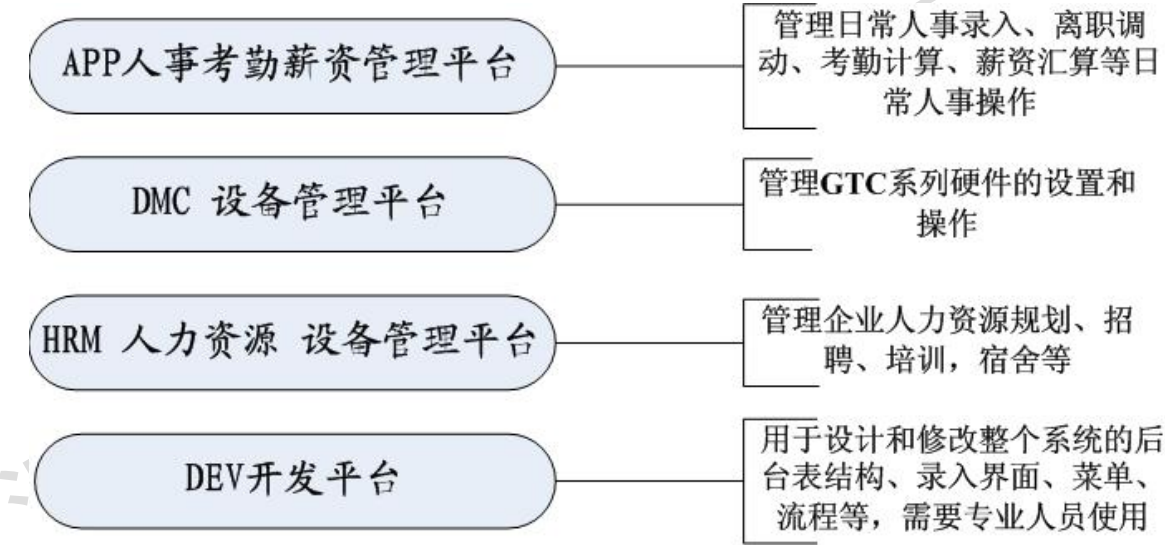 APP人事考勤薪资管理平台
管理日常人事录入、离职调
动、考勤计算、薪资汇算等日
常人事操作
DMC 设备管理平台
管理GTC系列硬件的设置和
操作
HRM 人力资源 设备管理平台
管理企业人力资源规划、招
聘、培训，宿舍等
DEV开发平台
用于设计和修改整个系统的后
台表结构、录入界面、菜单、
流程等，需要专业人员使用